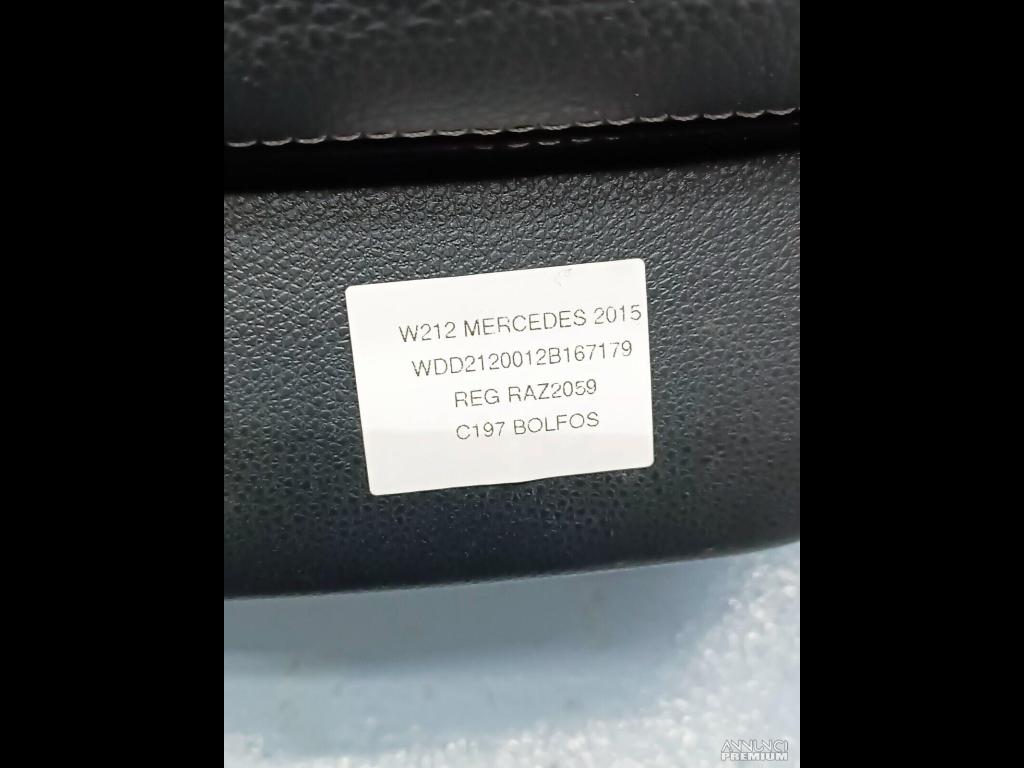 W212 MERCEDES 2015
WDD2120012B167179
REG RAZ2059
C197 BOLFOS
ANNUNCI
PREMIUM